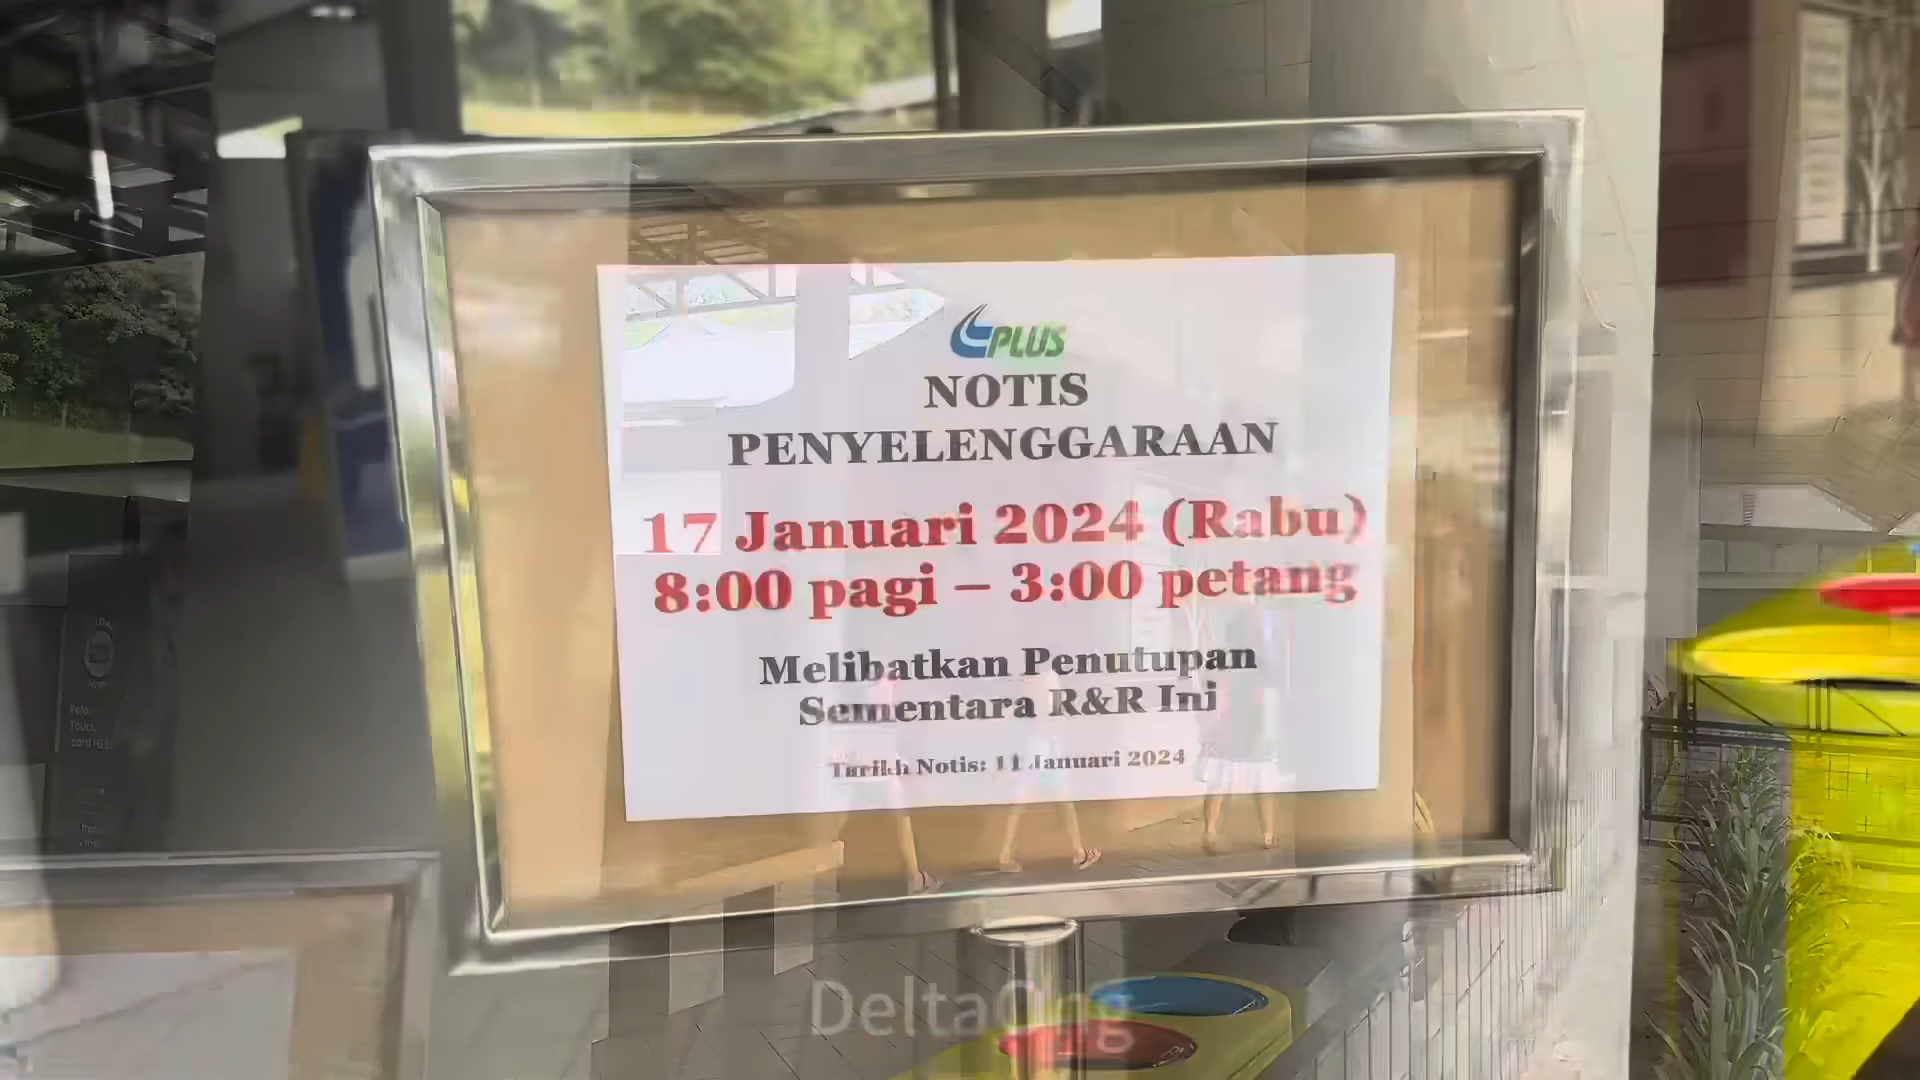 PLUS
NOTIS
PENYELENGGARAAN
17 Januari 2024 (Rabu)
8:00 pagi – 3:00 petang
Melibatkan Penutupan
Sementara R&R Ini
Tarikh Notis: 11 Januari 2024
Touch